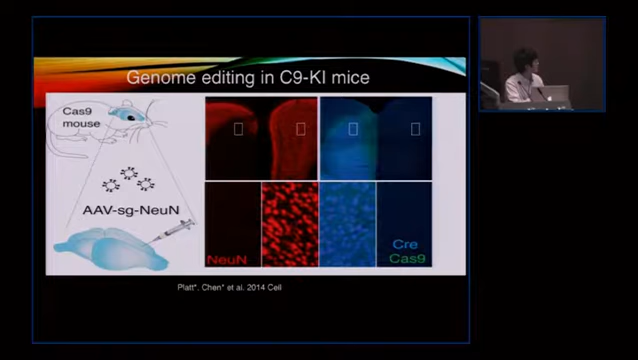 Genome editing in C9-KI mice
Cas9
mouse
AAV-sg-NeuN
NeuN
Cre
Cas9
Platt*. Chen* et al. 2014 Cell